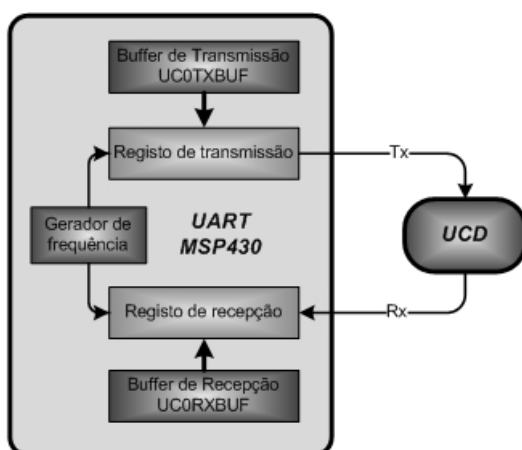 Buffer de Transmissão
UC0TXBUF
Registo de transmissão
Tx
Gerador de
frequência
UART
MSP430
UCD
Registo de recepção
Rx
Buffer de Recepção
UC0RXBUF